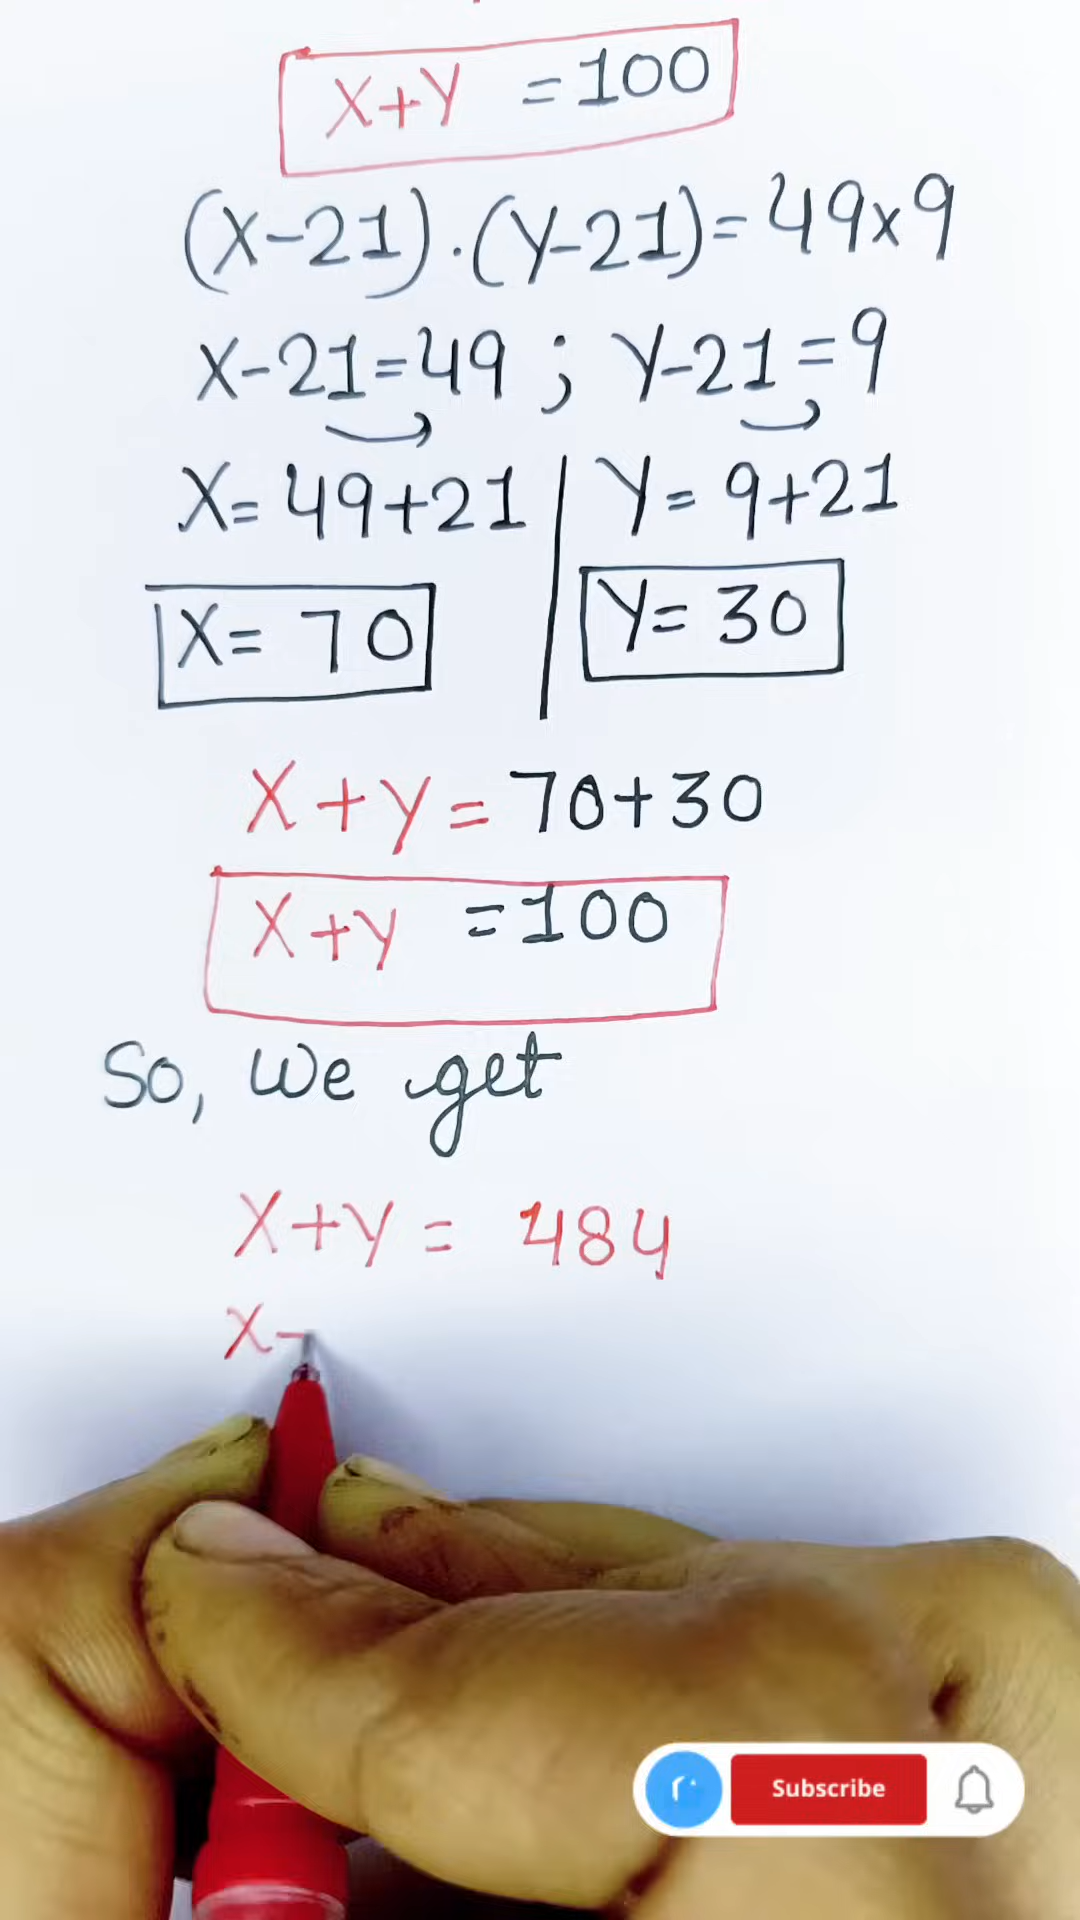 X+Y = 100
(X-21).(Y-21)= 49x9
X-21=49 ; Y-21=9
X= 49+21 | Y= 9+21
X= 70 | Y= 30
X+Y= 70+30
X+Y =100
So, We get
X+Y= 484
X-
Subscribe